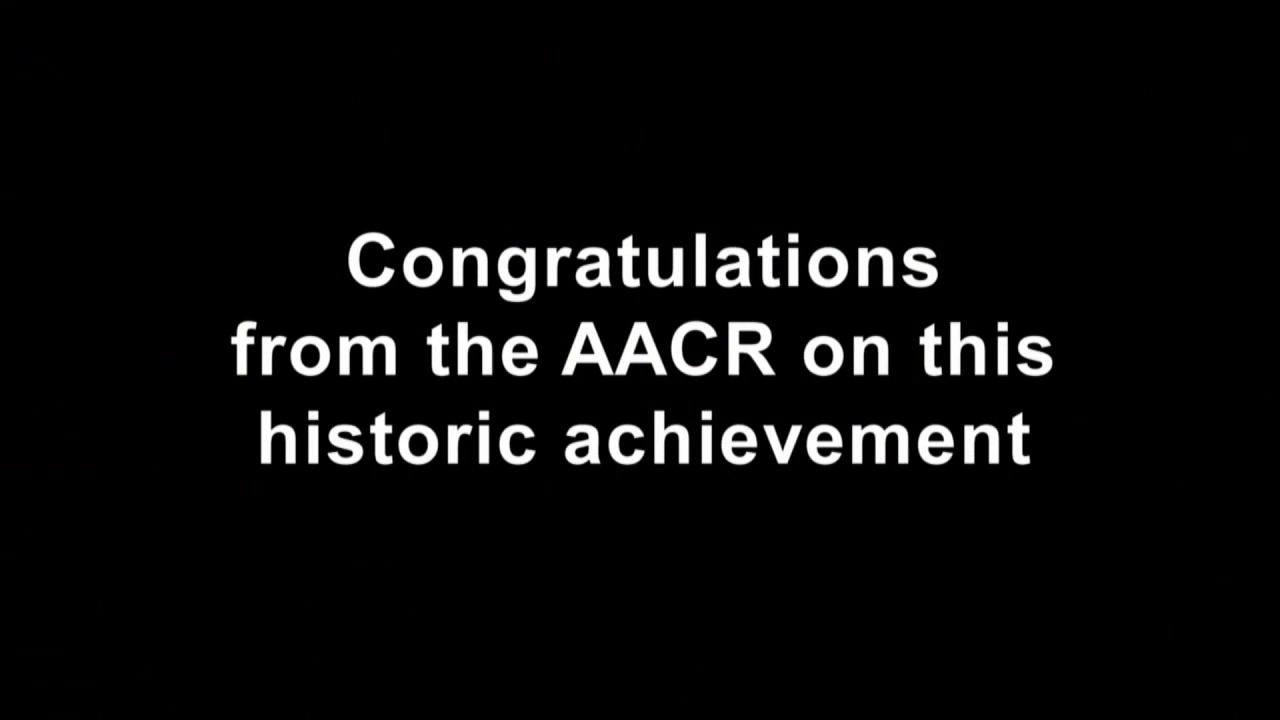 Congratulations
from the AACR on this
historic achievement